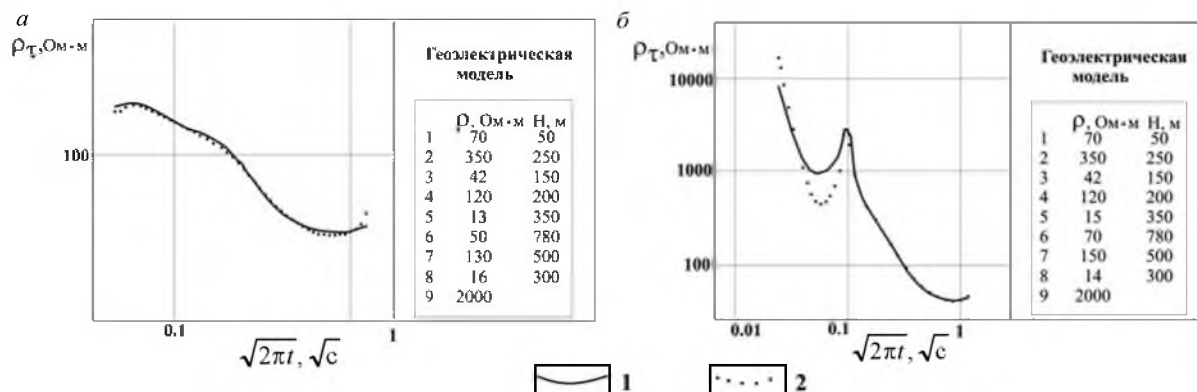 а
ρτ, Ом·м
100
0.1
1
√2πt, √с
Геоэлектрическая
модель
ρ, Ом·м H, м
1 70 50
2 350 250
3 42 150
4 120 200
5 13 350
6 50 780
7 130 500
8 16 300
9 2000
б
ρτ, Ом·м
10000
1000
100
0.01
0.1
1
√2πt, √с
Геоэлектрическая
модель
ρ, Ом·м H, м
1 70 50
2 350 250
3 42 150
4 120 200
5 15 350
6 70 780
7 150 500
8 14 300
9 2000
1
2